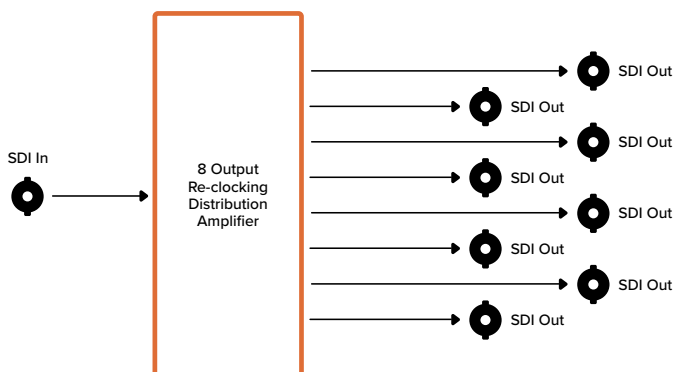 SDI In
8 Output
Re-clocking
Distribution
Amplifier
SDI Out
SDI Out
SDI Out
SDI Out
SDI Out
SDI Out
SDI Out
SDI Out